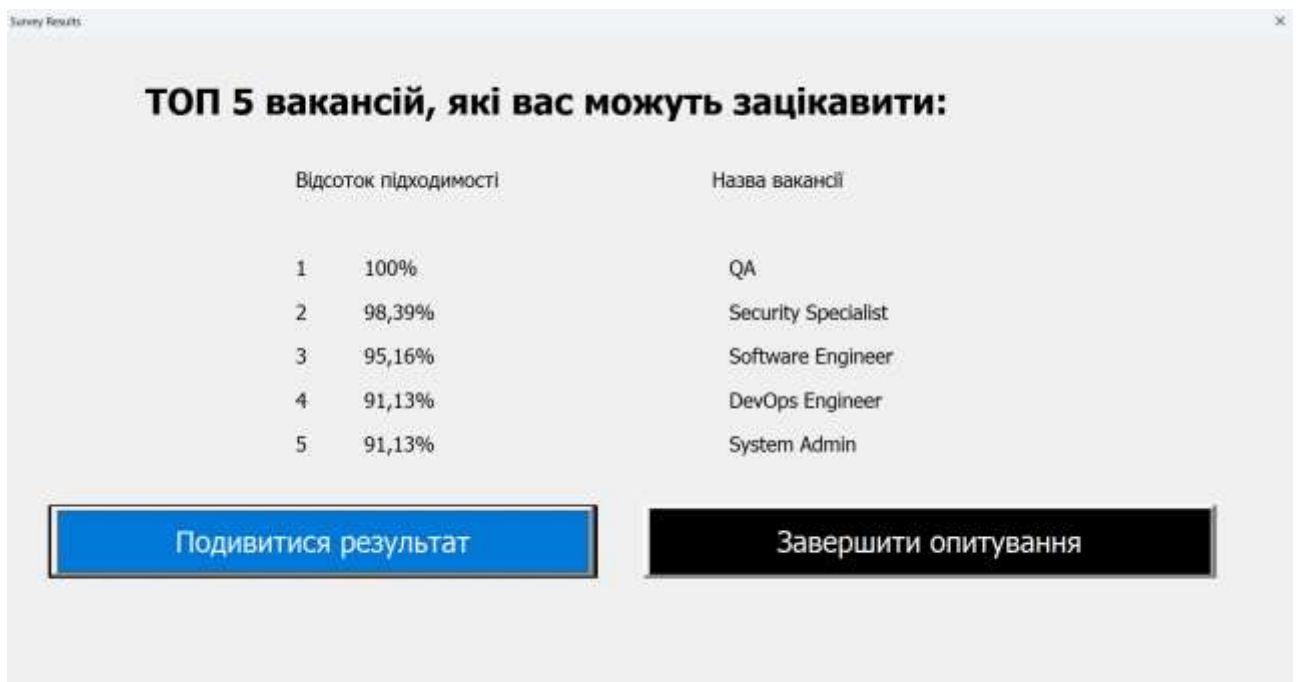 Survey Results
ТОП 5 вакансій, які вас можуть зацікавити:
Відсоток підходимості Назва вакансії
1 100% QA
2 98,39% Security Specialist
3 95,16% Software Engineer
4 91,13% DevOps Engineer
5 91,13% System Admin
Подивитися результат Завершити опитування